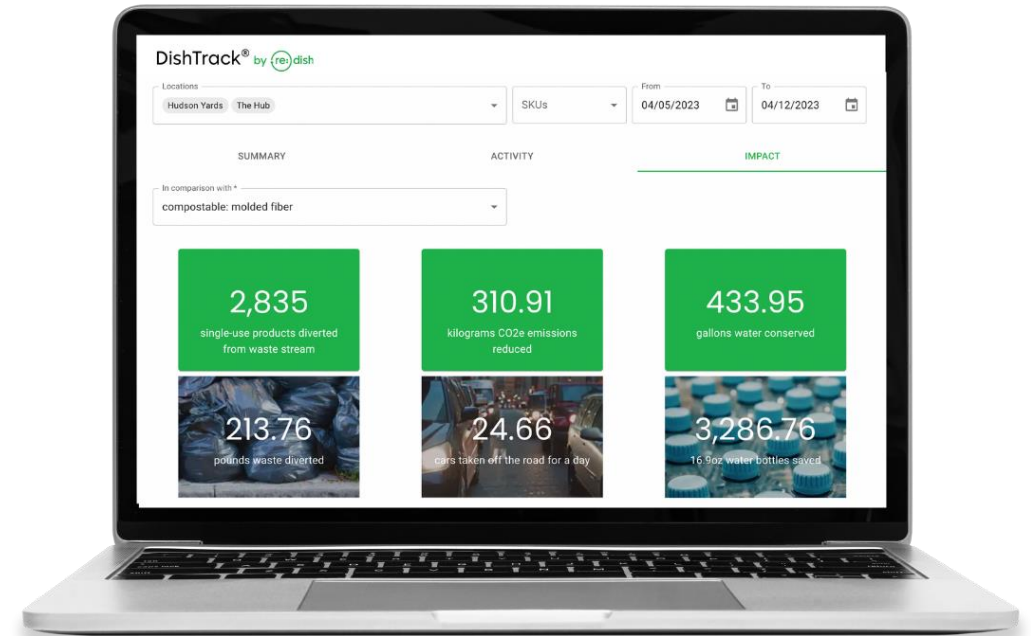 DishTrack® by (re:)dish
Locations
Hudson Yards The Hub
SKUs
From
04/05/2023
To
04/12/2023
SUMMARY
ACTIVITY
IMPACT
In comparison with *
compostable: molded fiber
2,835
single-use products diverted
from waste stream
310.91
kilograms CO2e emissions
reduced
433.95
gallons water conserved
213.76
pounds waste diverted
24.66
cars taken off the road for a day
3,286.76
16.9oz water bottles saved